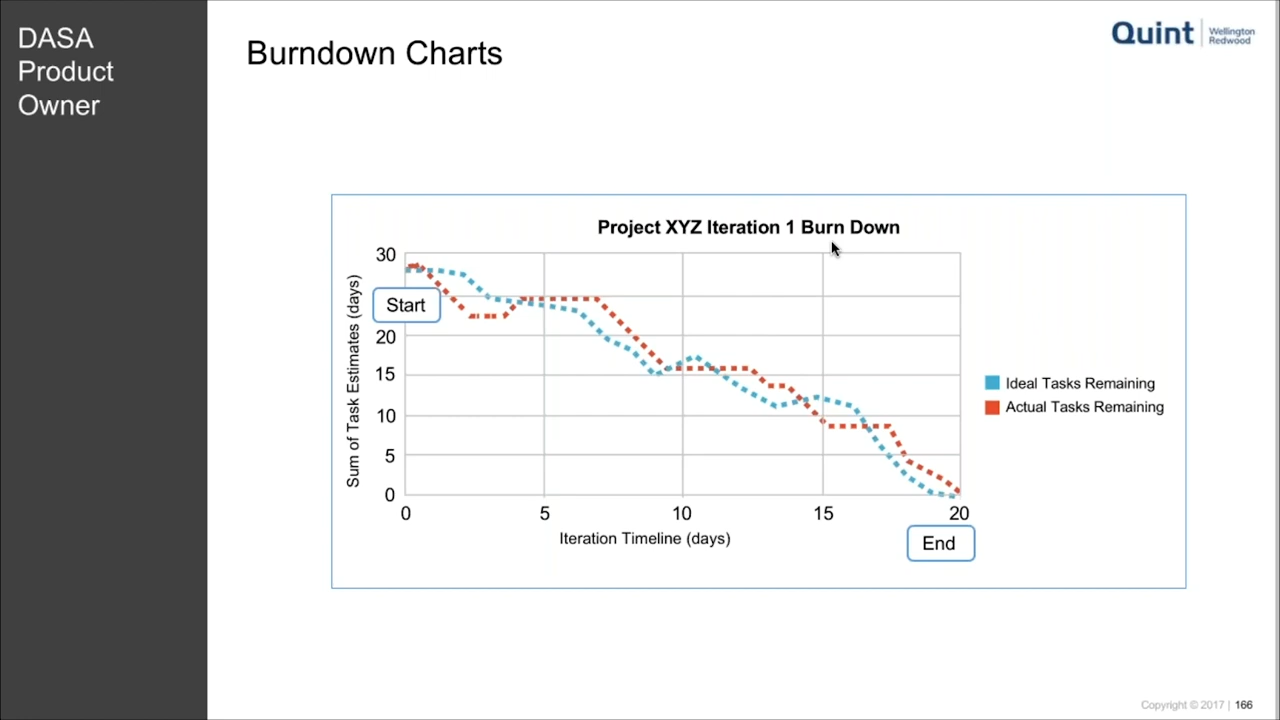 DASA
Product
Owner
Burndown Charts
Quint Wellington
Redwood
Project XYZ Iteration 1 Burn Down
Sum of Task Estimates (days)
30
Start
20
15
10
5
0
0 5 10 15 20
Iteration Timeline (days)
End
Ideal Tasks Remaining
Actual Tasks Remaining
Copyright © 2017 | 166